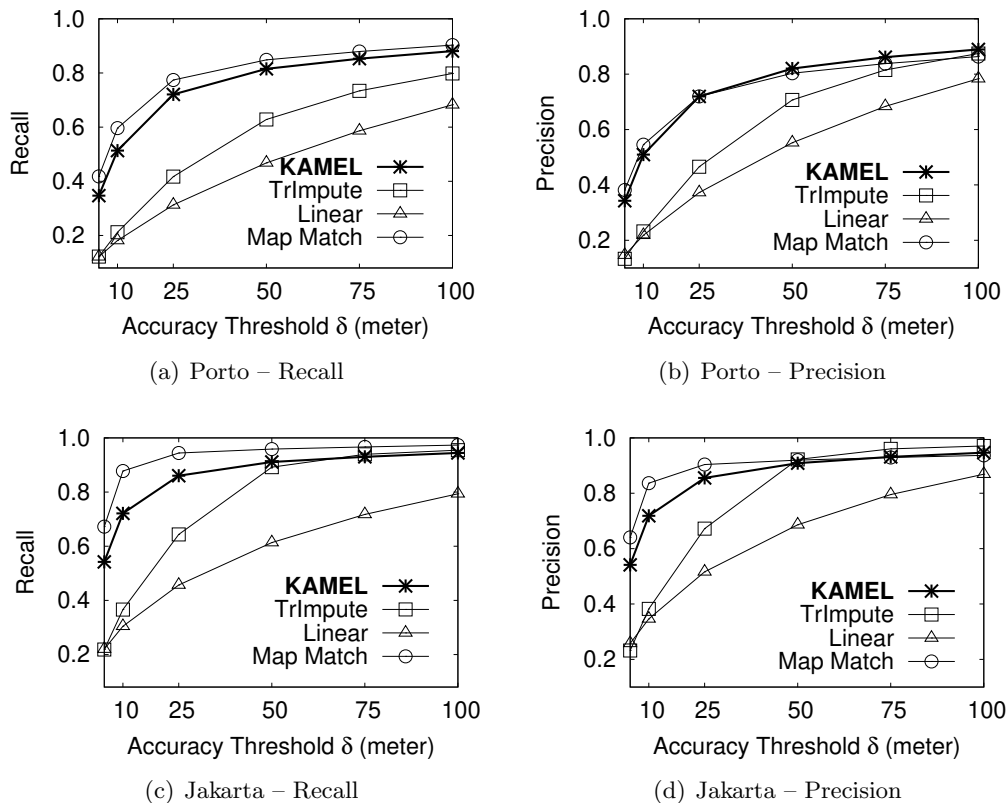 1.0
0.8
0.6
0.4
0.2
Recall
KAMEL
TrImpute
Linear
Map Match
10 25 50 75 100
Accuracy Threshold δ (meter)
(a) Porto – Recall
1.0
0.8
0.6
0.4
0.2
Precision
KAMEL
TrImpute
Linear
Map Match
10 25 50 75 100
Accuracy Threshold δ (meter)
(b) Porto – Precision
1.0
0.8
0.6
0.4
0.2
Recall
KAMEL
TrImpute
Linear
Map Match
10 25 50 75 100
Accuracy Threshold δ (meter)
(c) Jakarta – Recall
1.0
0.8
0.6
0.4
0.2
Precision
KAMEL
TrImpute
Linear
Map Match
10 25 50 75 100
Accuracy Threshold δ (meter)
(d) Jakarta – Precision